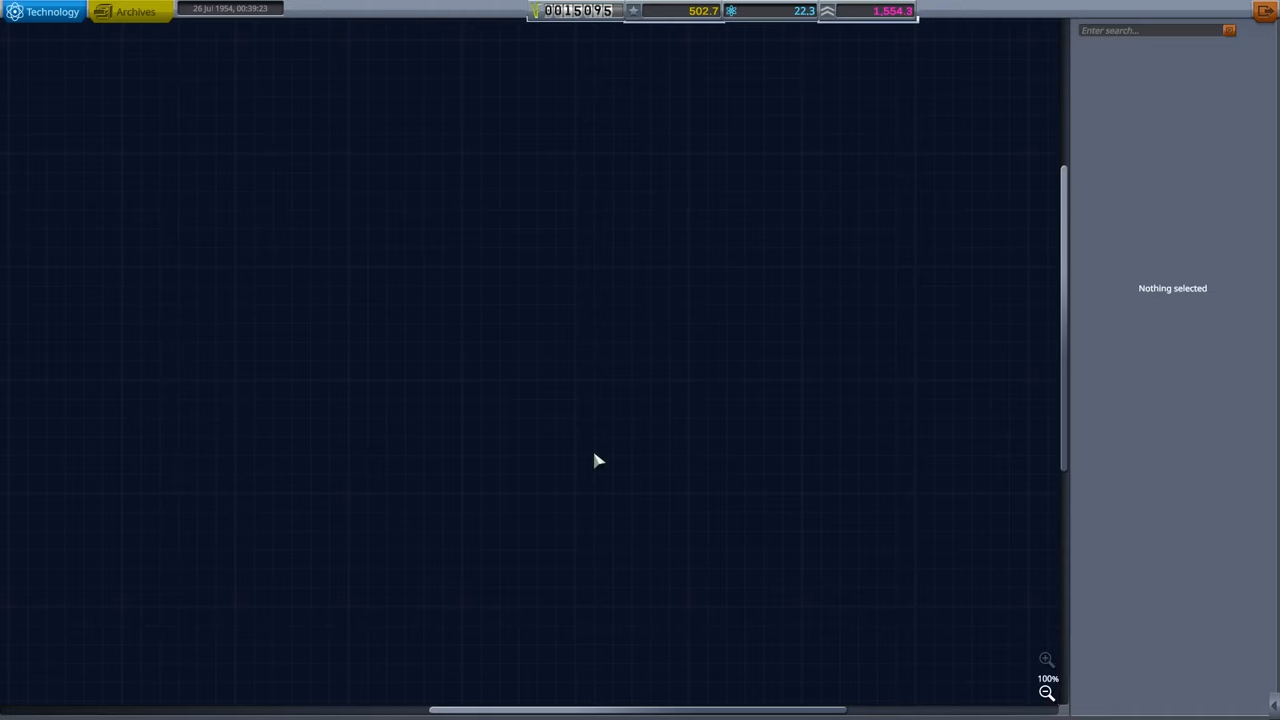 Technology
Archives
26 Jul 1954, 00:39:23
0015095
502.7
22.3
1,554.3
Enter search...
Nothing selected
100%